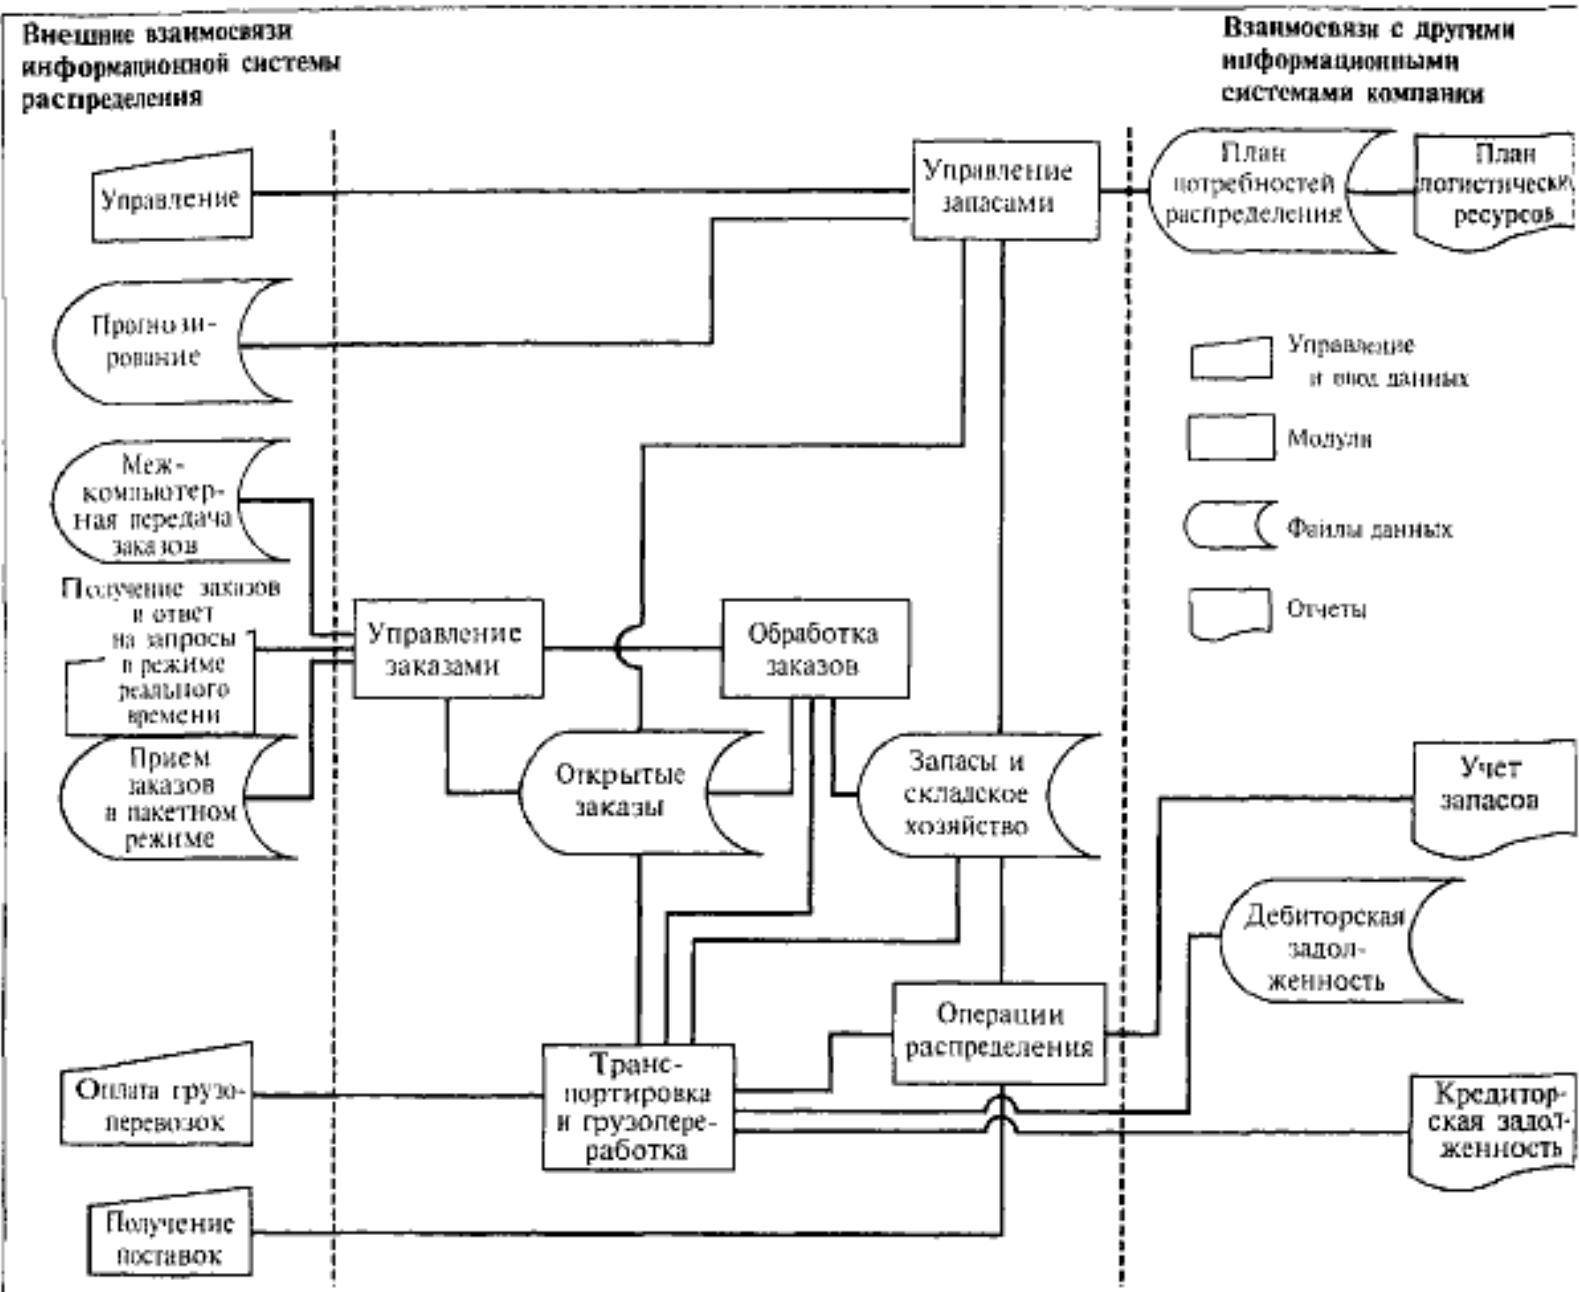 Внешние взаимосвязи
информационной системы
распределения
Взаимосвязи с другими
информационными
системами компании
Управление
Управление
запасами
План
потребностей
распределения
План
логистически
ресурсов
Прогнози-
рование
Управление
и ввод данных
Модули
Файлы данных
Отчеты
Меж-
компьютер-
ная передача
заказов
Получение заказов
в ответ
на запросы
в режиме
реального
времени
Управление
заказами
Обработка
заказов
Прием
заказов
в пакетном
режиме
Открытые
заказы
Запасы и
складское
хозяйство
Учет
запасов
Дебиторская
задол-
женность
Операции
распределения
Оплата грузо-
перевозок
Транс-
портировка
и грузопере-
работка
Кредитор-
ская задол-
женность
Получение
поставок